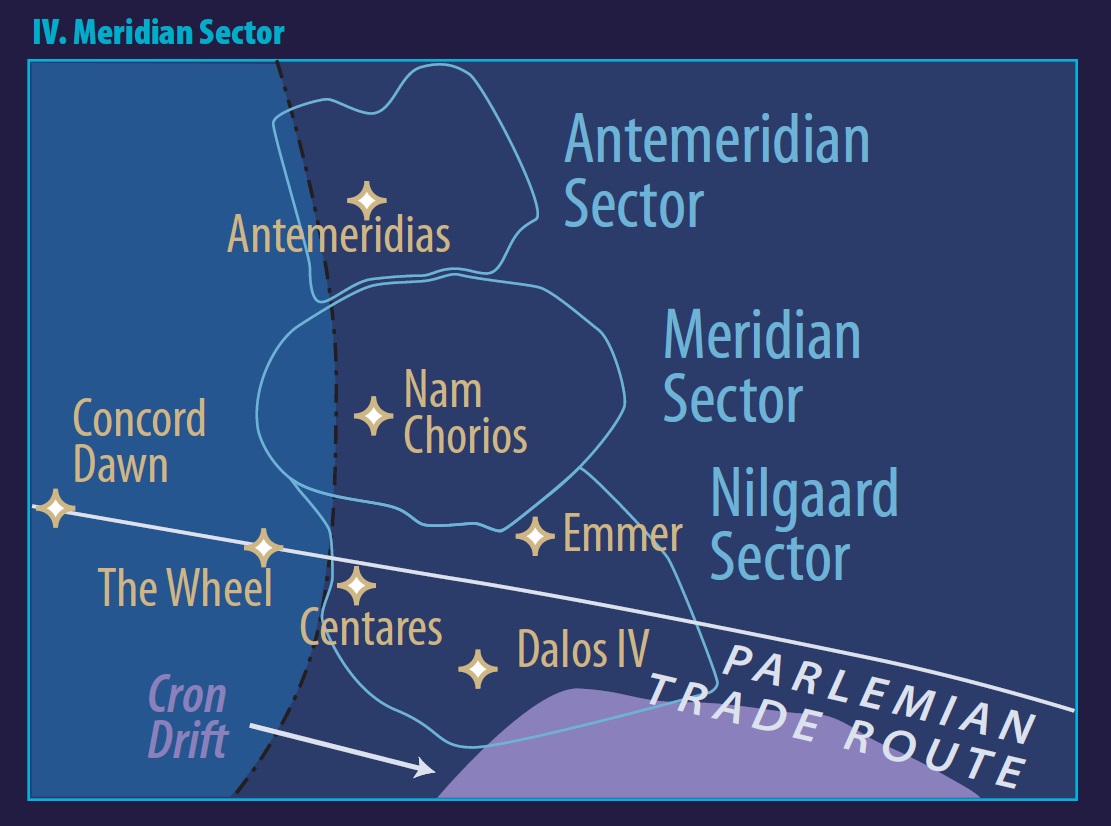 IV. Meridian Sector
Antemeridian
Sector
Antemeridias
Meridian
Sector
Nam
Chorios
Concord
Dawn
Nilgaard
Sector
Emmer
The Wheel
Centares
Dalos IV
PARLEMIAN
TRADE ROUTE
Cron
Drift